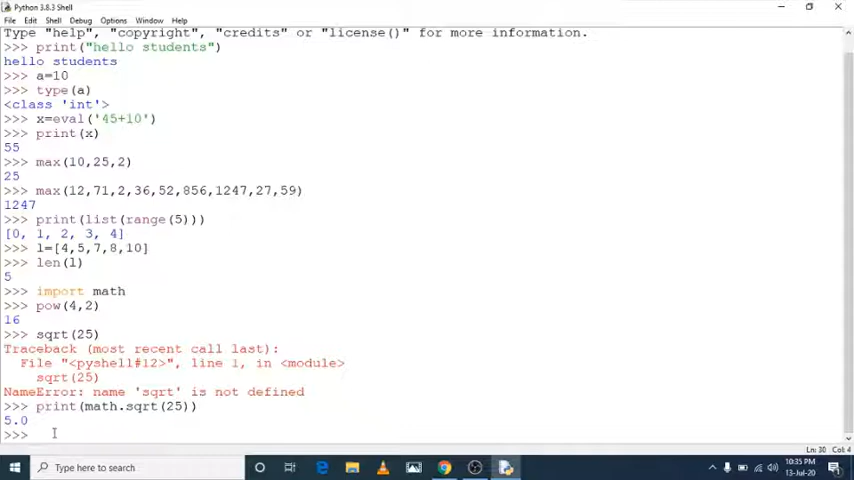 Python 3.8.3 Shell
File Edit Shell Debug Options Window Help
Type "help", "copyright", "credits" or "license()" for more information.
>>> print("hello students")
hello students
>>> a=10
>>> type(a)
<class 'int'>
>>> x=eval('45+10')
>>> print(x)
55
>>> max(10,25,2)
25
>>> max(12,71,2,36,52,856,1247,27,59)
1247
>>> print(list(range(5)))
[0, 1, 2, 3, 4]
>>> l=[4,5,7,8,10]
>>> len(l)
5
>>> import math
>>> pow(4,2)
16
>>> sqrt(25)
Traceback (most recent call last):
  File "<pyshell#12>", line 1, in <module>
    sqrt(25)
NameError: name 'sqrt' is not defined
>>> print(math.sqrt(25))
5.0
>>>
Ln: 30 Col: 4
Type here to search
10:35 PM
13-Jul-20